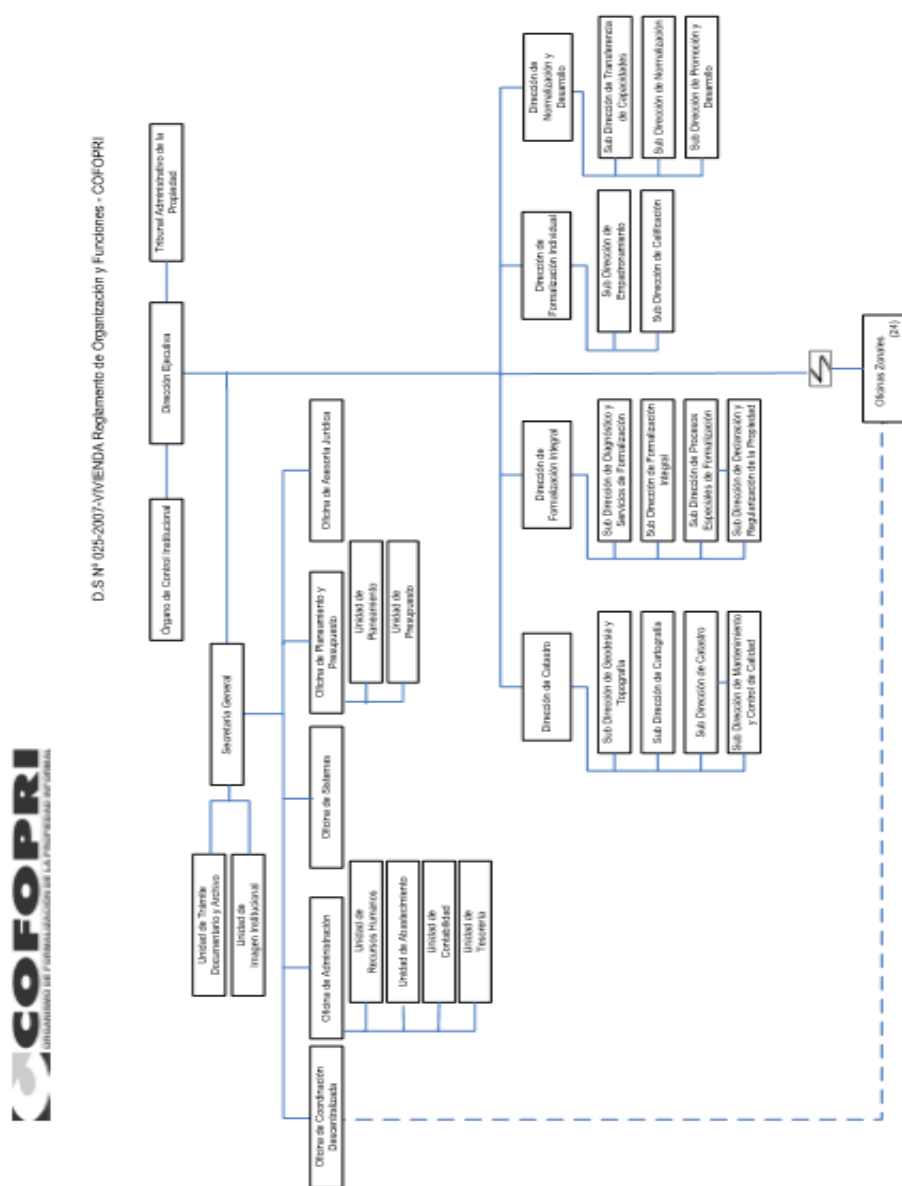 COFOPRI
ORGANISMO DE FORMALIZACIÓN DE LA PROPIEDAD INFORMAL
D.S Nº 025-2007-VIVIENDA Reglamento de Organización y Funciones - COFOPRI
Órgano de Control Institucional
Dirección Ejecutiva
Tribunal Administrativo de la
Propiedad
Secretaría General
Unidad de Trámite
Documentario y Archivo
Unidad de
Imagen Institucional
Oficina de Coordinación
Descentralizada
Oficina de Administración
Unidad de
Recursos Humanos
Unidad de Abastecimiento
Unidad de
Contabilidad
Unidad de
Tesorería
Oficina de Sistemas
Oficina de Planeamiento y
Presupuesto
Unidad de
Planeamiento
Unidad de
Presupuesto
Oficina de Asesoría Jurídica
Dirección de Catastro
Sub Dirección de Geodesia y
Topografía
Sub Dirección de Cartografía
Sub Dirección de Catastro
Sub Dirección de Mantenimiento
y Control de Calidad
Dirección de
Formalización Integral
Sub Dirección de Diagnóstico y
Servicios de Formalización
Sub Dirección de Formalización
Integral
Sub Dirección de Procesos
Especiales de Formalización
Sub Dirección de Declaración y
Regularización de la Propiedad
Dirección de
Formalización Individual
Sub Dirección de
Empadronamiento
Sub Dirección de Calificación
Dirección de
Normalización y
Desarrollo
Sub Dirección de Transferencia
de Capacidades
Sub Dirección de Normalización
Sub Dirección de Promoción y
Desarrollo
Oficinas Zonales
(24)